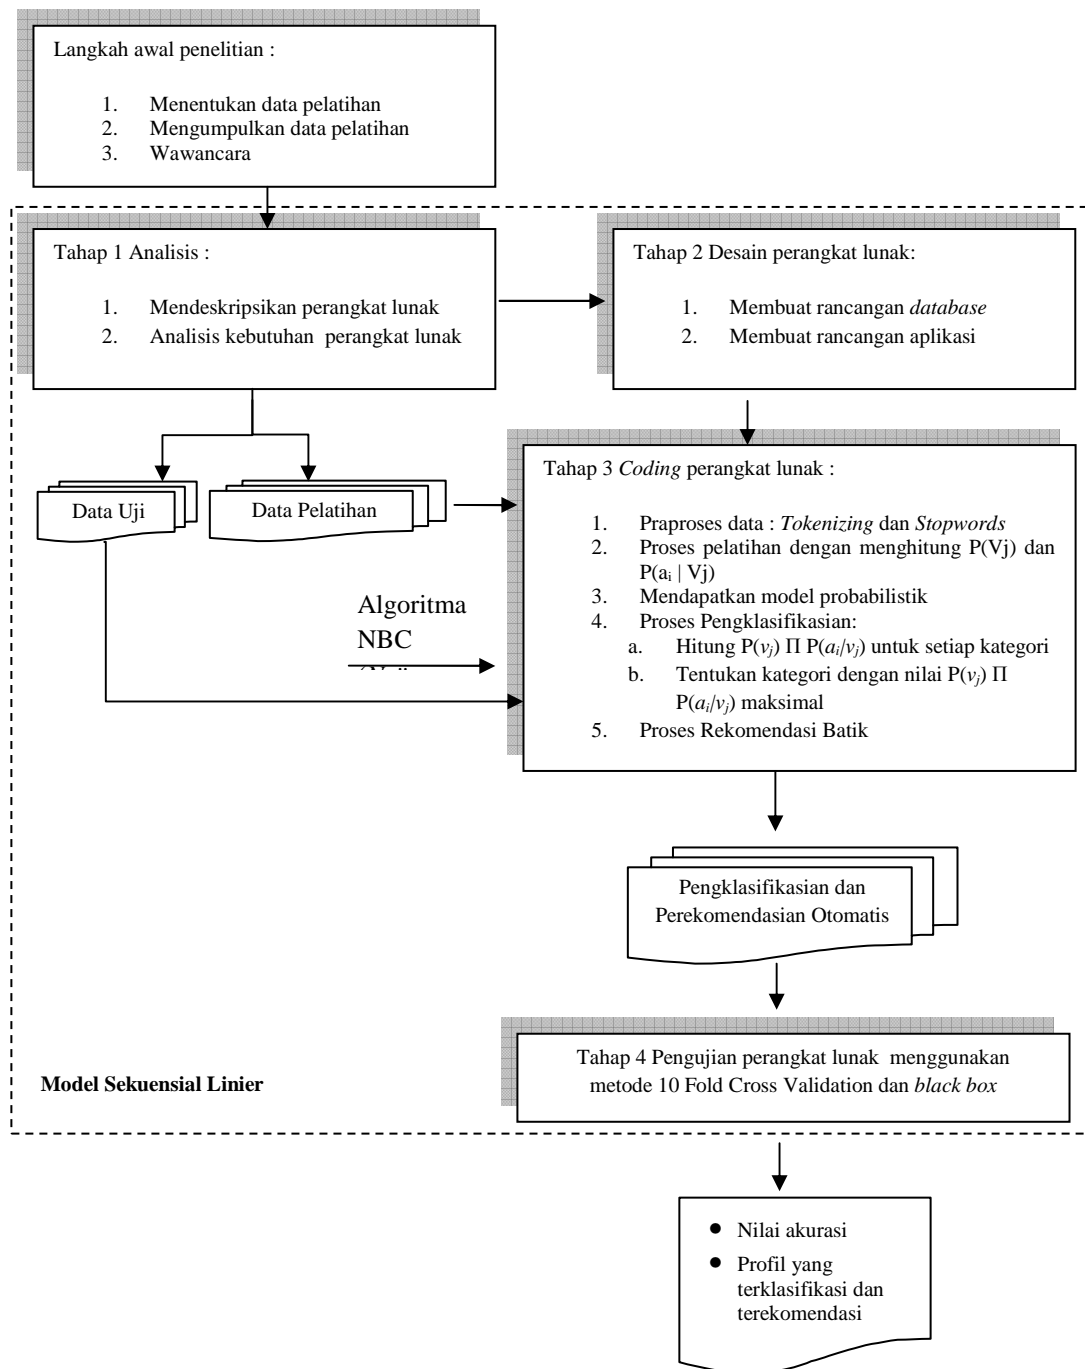 Langkah awal penelitian :
1. Menentukan data pelatihan
2. Mengumpulkan data pelatihan
3. Wawancara
Tahap 1 Analisis :
1. Mendeskripsikan perangkat lunak
2. Analisis kebutuhan perangkat lunak
Tahap 2 Desain perangkat lunak:
1. Membuat rancangan database
2. Membuat rancangan aplikasi
Data Uji
Data Pelatihan
Algoritma
NBC
Tahap 3 Coding perangkat lunak :
1. Praproses data : Tokenizing dan Stopwords
2. Proses pelatihan dengan menghitung P(Vj) dan
P(aᵢ | Vj)
3. Mendapatkan model probabilistik
4. Proses Pengklasifikasian:
a. Hitung P(vⱼ) Π P(aᵢ/vⱼ) untuk setiap kategori
b. Tentukan kategori dengan nilai P(vⱼ) Π
P(aᵢ/vⱼ) maksimal
5. Proses Rekomendasi Batik
Pengklasifikasian dan
Perekomendasian Otomatis
Tahap 4 Pengujian perangkat lunak menggunakan
metode 10 Fold Cross Validation dan black box
Model Sekuensial Linier
● Nilai akurasi
● Profil yang
terklasifikasi dan
terekomendasi